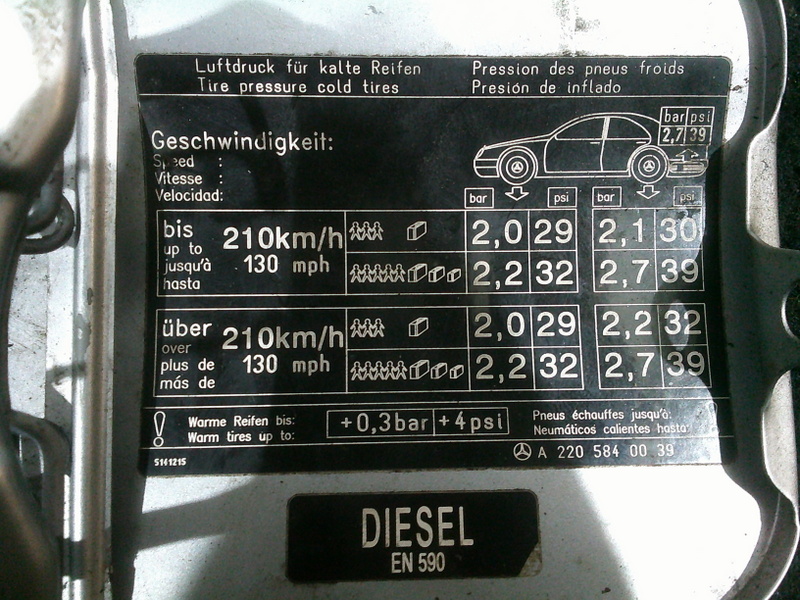 Luftdruck für kalte Reifen Pression des pneus froids
Tire pressure cold tires Presión de inflado
bar psi
2,7 39
Geschwindigkeit:
Speed :
Vitesse :
Velocidad:
bar psi bar psi
bis 210km/h 2,0 29 2,1 30
up to 130 mph
jusqu'à 2,2 32 2,7 39
hasta
über 210km/h 2,0 29 2,2 32
over 130 mph
plus de 2,2 32 2,7 39
más de
! Warme Reifen bis: +0,3bar +4psi Pneus échauffes jusqu'à:
Warm tires up to: Neumáticos calientes hasta:
5141215 A 220 584 00 39
DIESEL
EN 590